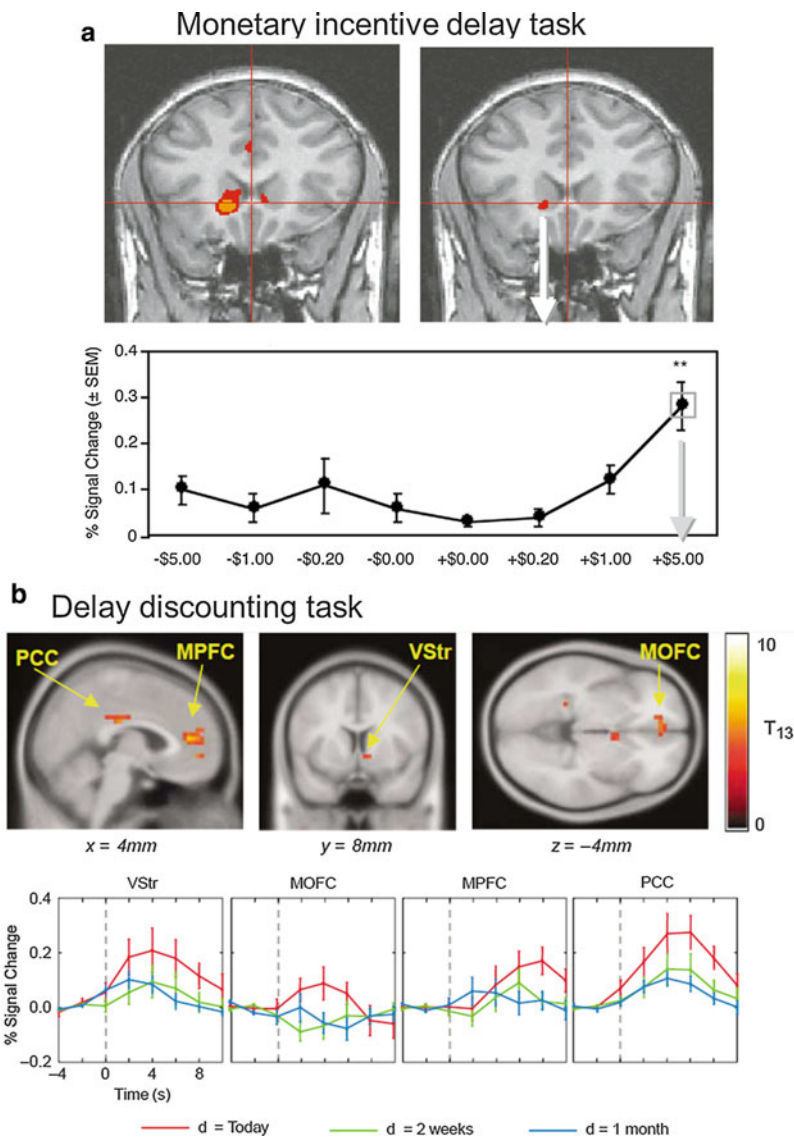 a Monetary incentive delay task
0.4
0.3
0.2
0.1
0
% Signal Change (± SEM)
**
-$5.00 -$1.00 -$0.20 -$0.00 +$0.00 +$0.20 +$1.00 +$5.00
b Delay discounting task
PCC MPFC VStr MOFC
10
T13
0
x = 4mm y = 8mm z = −4mm
VStr MOFC MPFC PCC
0.4
0.2
0.0
-0.2
% Signal Change
-4 0 4 8
Time (s)
d = Today d = 2 weeks d = 1 month